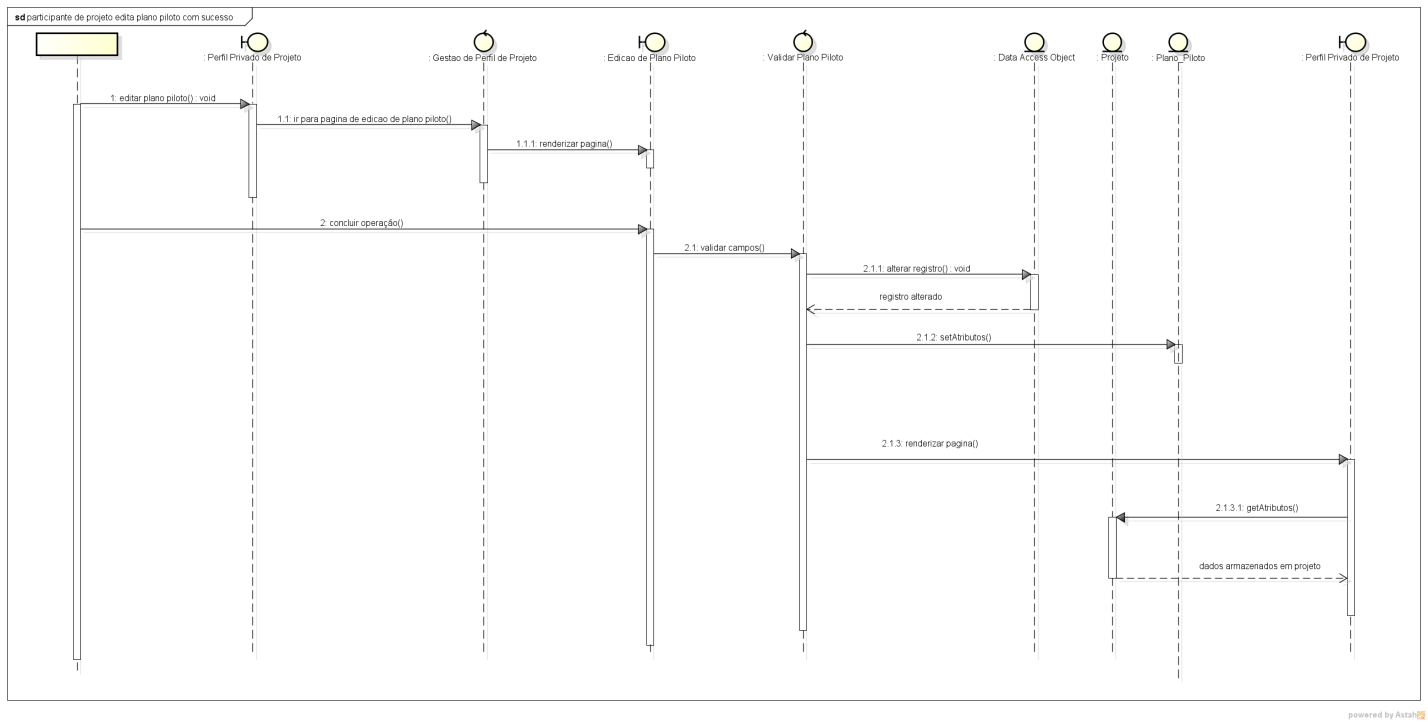 sd participante de projeto edita plano piloto com sucesso
: Perfil Privado de Projeto
: Gestao de Perfil de Projeto
: Edicao de Plano Piloto
: Validar Plano Piloto
: Data Access Object
: Projeto
: Plano_Piloto
: Perfil Privado de Projeto
1: editar plano piloto() : void
1.1: ir para pagina de edicao de plano piloto()
1.1.1: renderizar pagina()
2: concluir operação()
2.1: validar campos()
2.1.1: alterar registro() : void
registro alterado
2.1.2: setAtributos()
2.1.3: renderizar pagina()
2.1.3.1: getAtributos()
dados armazenados em projeto
powered by Astah